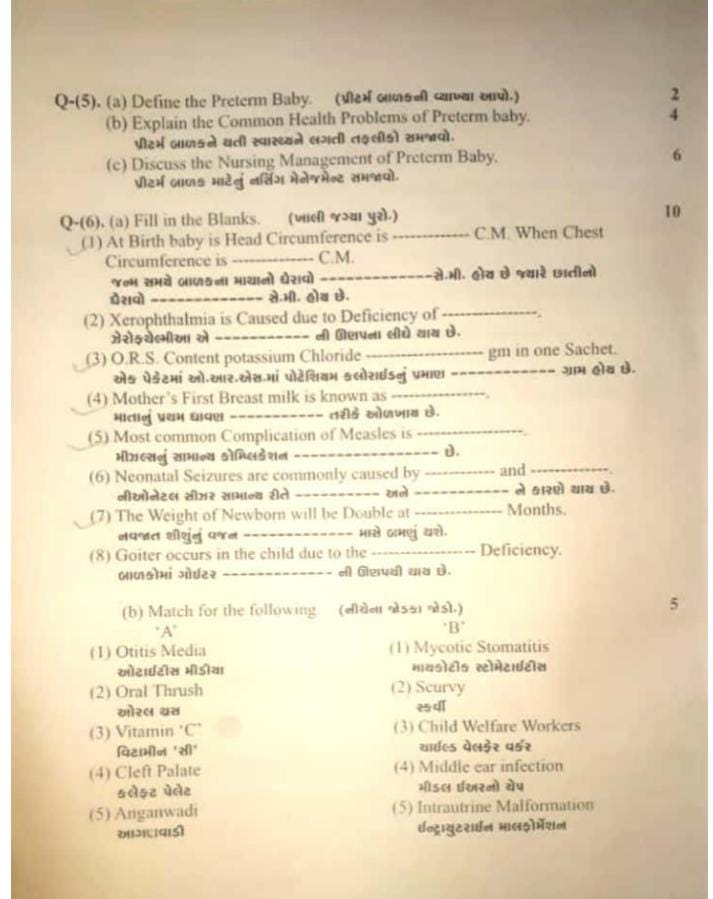 Q-(5). (a) Define the Preterm Baby. (પ્રીટર્મ બાળકની વ્યાખ્યા આપો.) 2
(b) Explain the Common Health Problems of Preterm baby. 4
પ્રીટર્મ બાળકને થતી સ્વાસ્થ્યને લગતી તકલીફો સમજાવો.
(c) Discuss the Nursing Management of Preterm Baby. 6
પ્રીટર્મ બાળક માટેનું નર્સિંગ મેનેજમેન્ટ સમજાવો.
Q-(6). (a) Fill in the Blanks. (ખાલી જગ્યા પુરો.) 10
(1) At Birth baby is Head Circumference is ------------- C.M. When Chest
Circumference is -------------- C.M.
જન્મ સમયે બાળકના માથાનો ઘેરાવો --------------સે.મી. હોય છે જ્યારે છાતીનો
ઘેરાવો -------------- સે.મી. હોય છે.
(2) Xerophthalmia is Caused due to Deficiency of ----------------.
ઝેરોફથેલ્મીઆ એ ------------ ની ઊણપના લીધે થાય છે.
(3) O.R.S. Content potassium Chloride -------------------- gm in one Sachet.
એક પેકેટમાં ઓ.આર.એસ.માં પોટેશિયમ કલોરાઈડનું પ્રમાણ ------------- ગ્રામ હોય છે.
(4) Mother's First Breast milk is known as ----------------.
માતાનું પ્રથમ ધાવણ ------------ તરીકે ઓળખાય છે.
(5) Most common Complication of Measles is ------------------.
મીઝલ્સનું સામાન્ય કોમ્પ્લિકેશન ------------------ છે.
(6) Neonatal Seizures are commonly caused by ------------ and -------------.
નીઓનેટલ સીઝર સામાન્ય રીતે ----------- અને ------------ ને કારણે થાય છે.
(7) The Weight of Newborn will be Double at --------------- Months.
નવજાત શીશુંનું વજન -------------- માસે બમણું થશે.
(8) Goiter occurs in the child due to the ------------------ Deficiency.
બાળકોમાં ગોઈટર -------------- ની ઊણપથી થાય છે.
(b) Match for the following. (નીચેના જોડકા જોડો.) 5
'A' 'B'
(1) Otitis Media (1) Mycotic Stomatitis
ઓટાઈટીસ મીડીયા માયકોટીક સ્ટોમેટાઈટીસ
(2) Oral Thrush (2) Scurvy
ઓરલ થ્રસ સ્કર્વી
(3) Vitamin 'C' (3) Child Welfare Workers
વિટામીન 'સી' ચાઈલ્ડ વેલફેર વર્કર
(4) Cleft Palate (4) Middle ear infection
કલેફટ પેલેટ મીડલ ઈઅરનો ચેપ
(5) Anganwadi (5) Intrautrine Malformation
આગણવાડી ઈન્ટ્રાયુટરાઈન માલફોર્મેશન